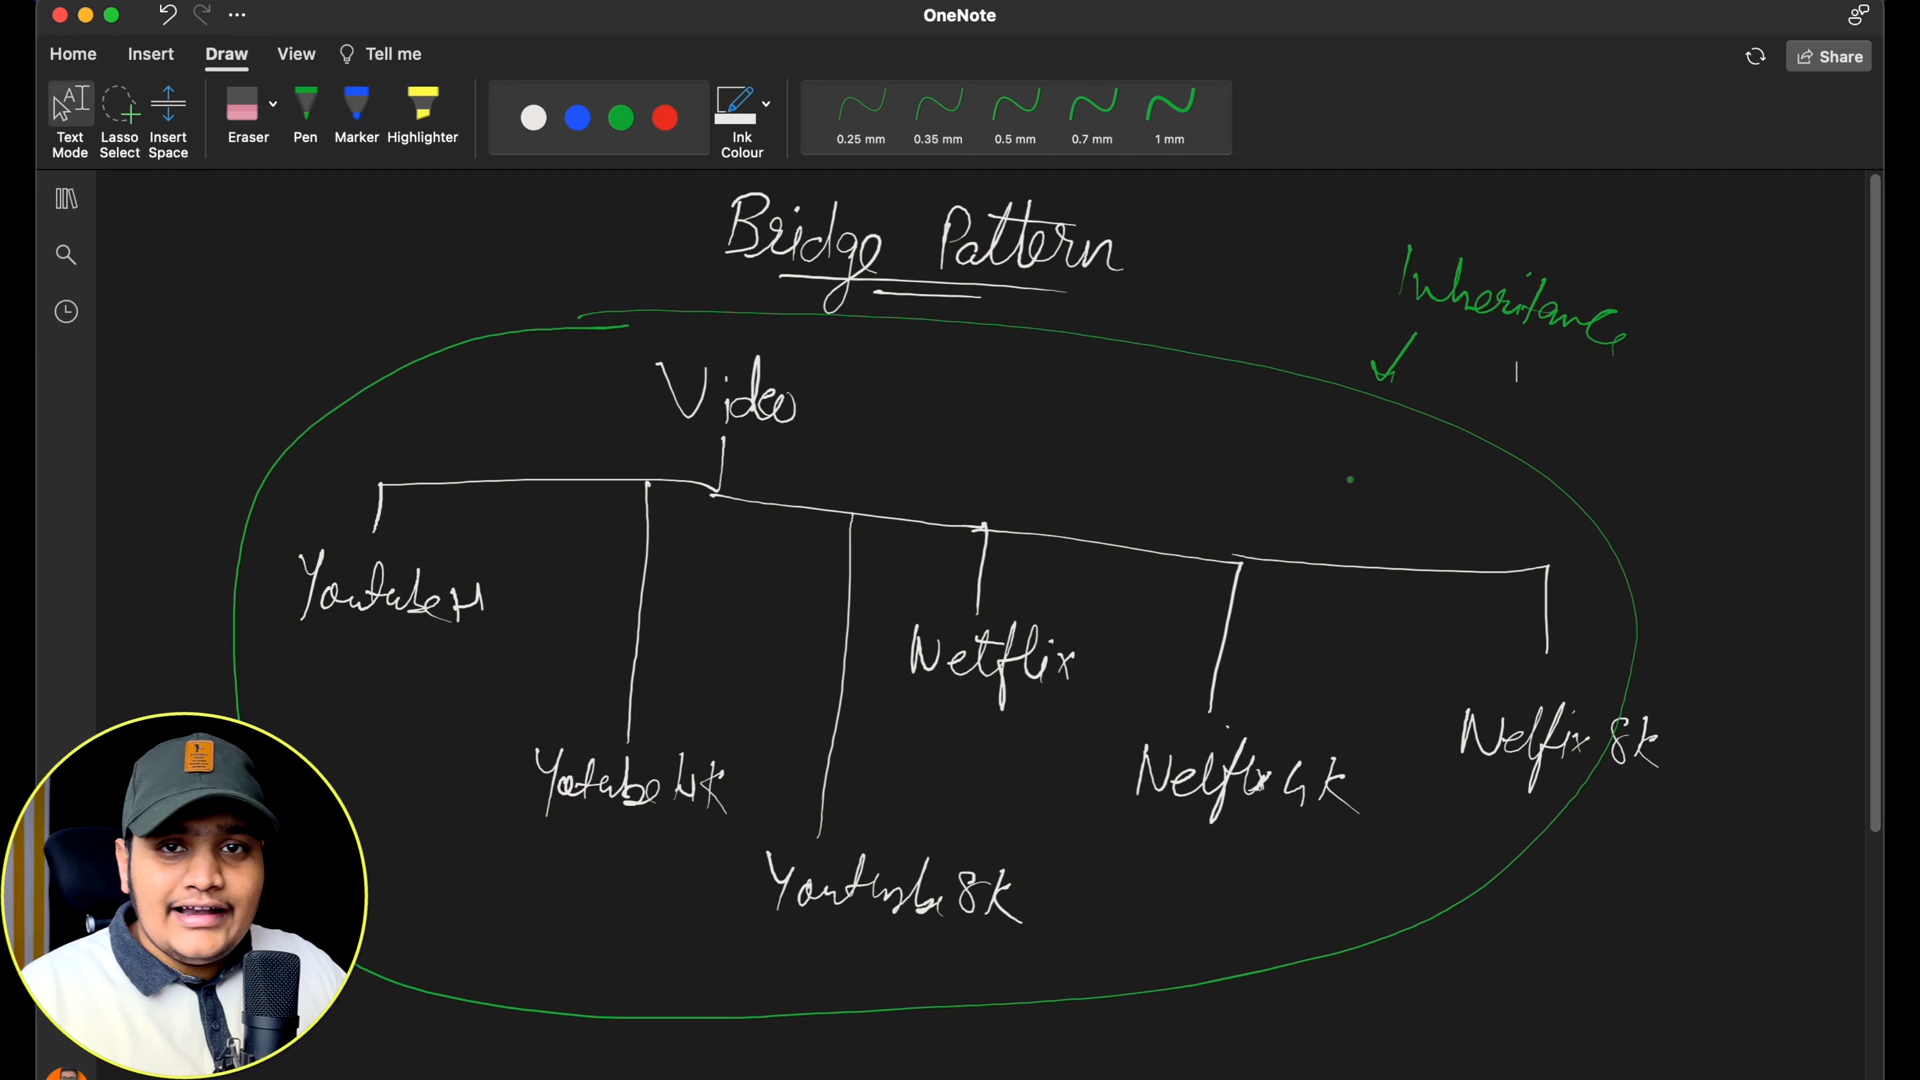 OneNote
Home Insert Draw View Tell me
Share
Text Mode
Lasso Select
Insert Space
Eraser
Pen
Marker
Highlighter
Ink Colour
0.25 mm
0.35 mm
0.5 mm
0.7 mm
1 mm
Bridge Pattern
Inheritance
Video
Youtube
Netflix
Yotube 4k
Netflix 4k
Nelfix 8k
Youtube 8k